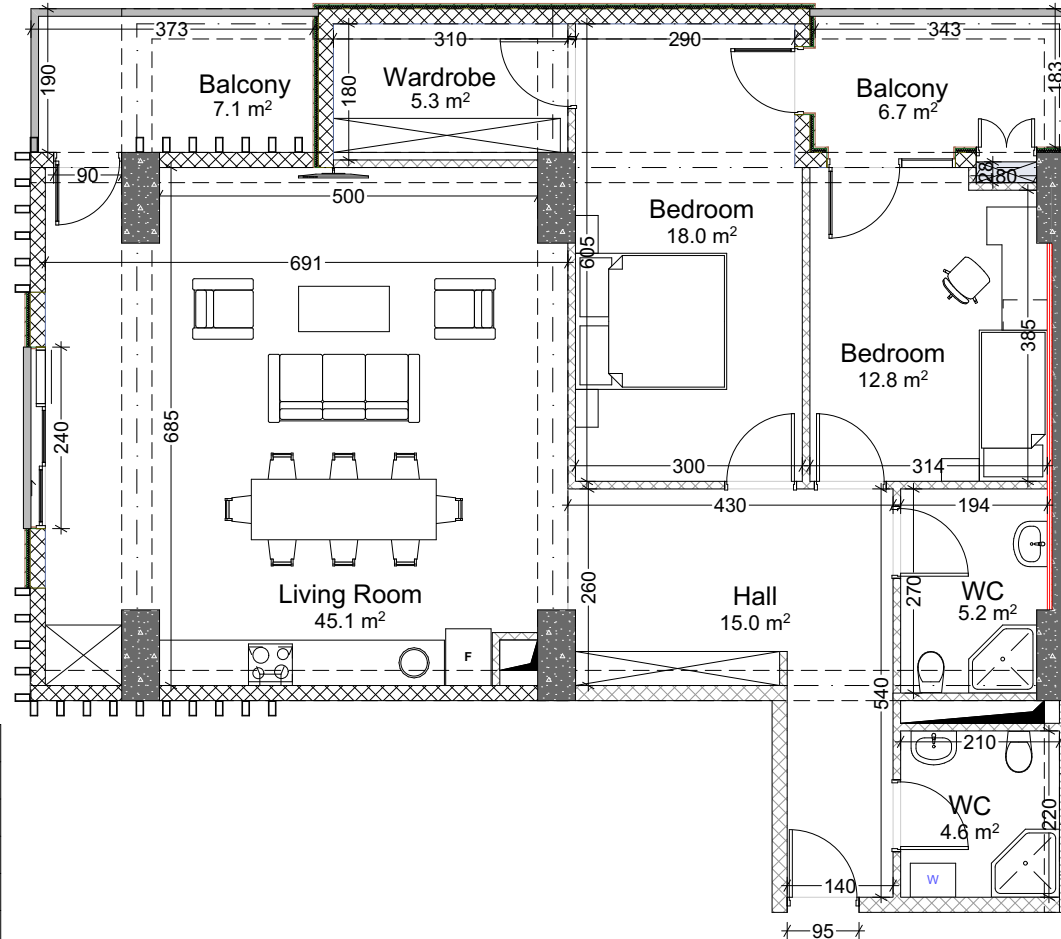 373
310
290
343
190
180
183
Balcony
7.1 m²
Wardrobe
5.3 m²
Balcony
6.7 m²
90
500
28
180
Bedroom
18.0 m²
605
691
385
Bedroom
12.8 m²
240
685
300
314
430
194
260
270
Living Room
45.1 m²
Hall
15.0 m²
WC
5.2 m²
F
540
210
WC
4.6 m²
220
W
140
95